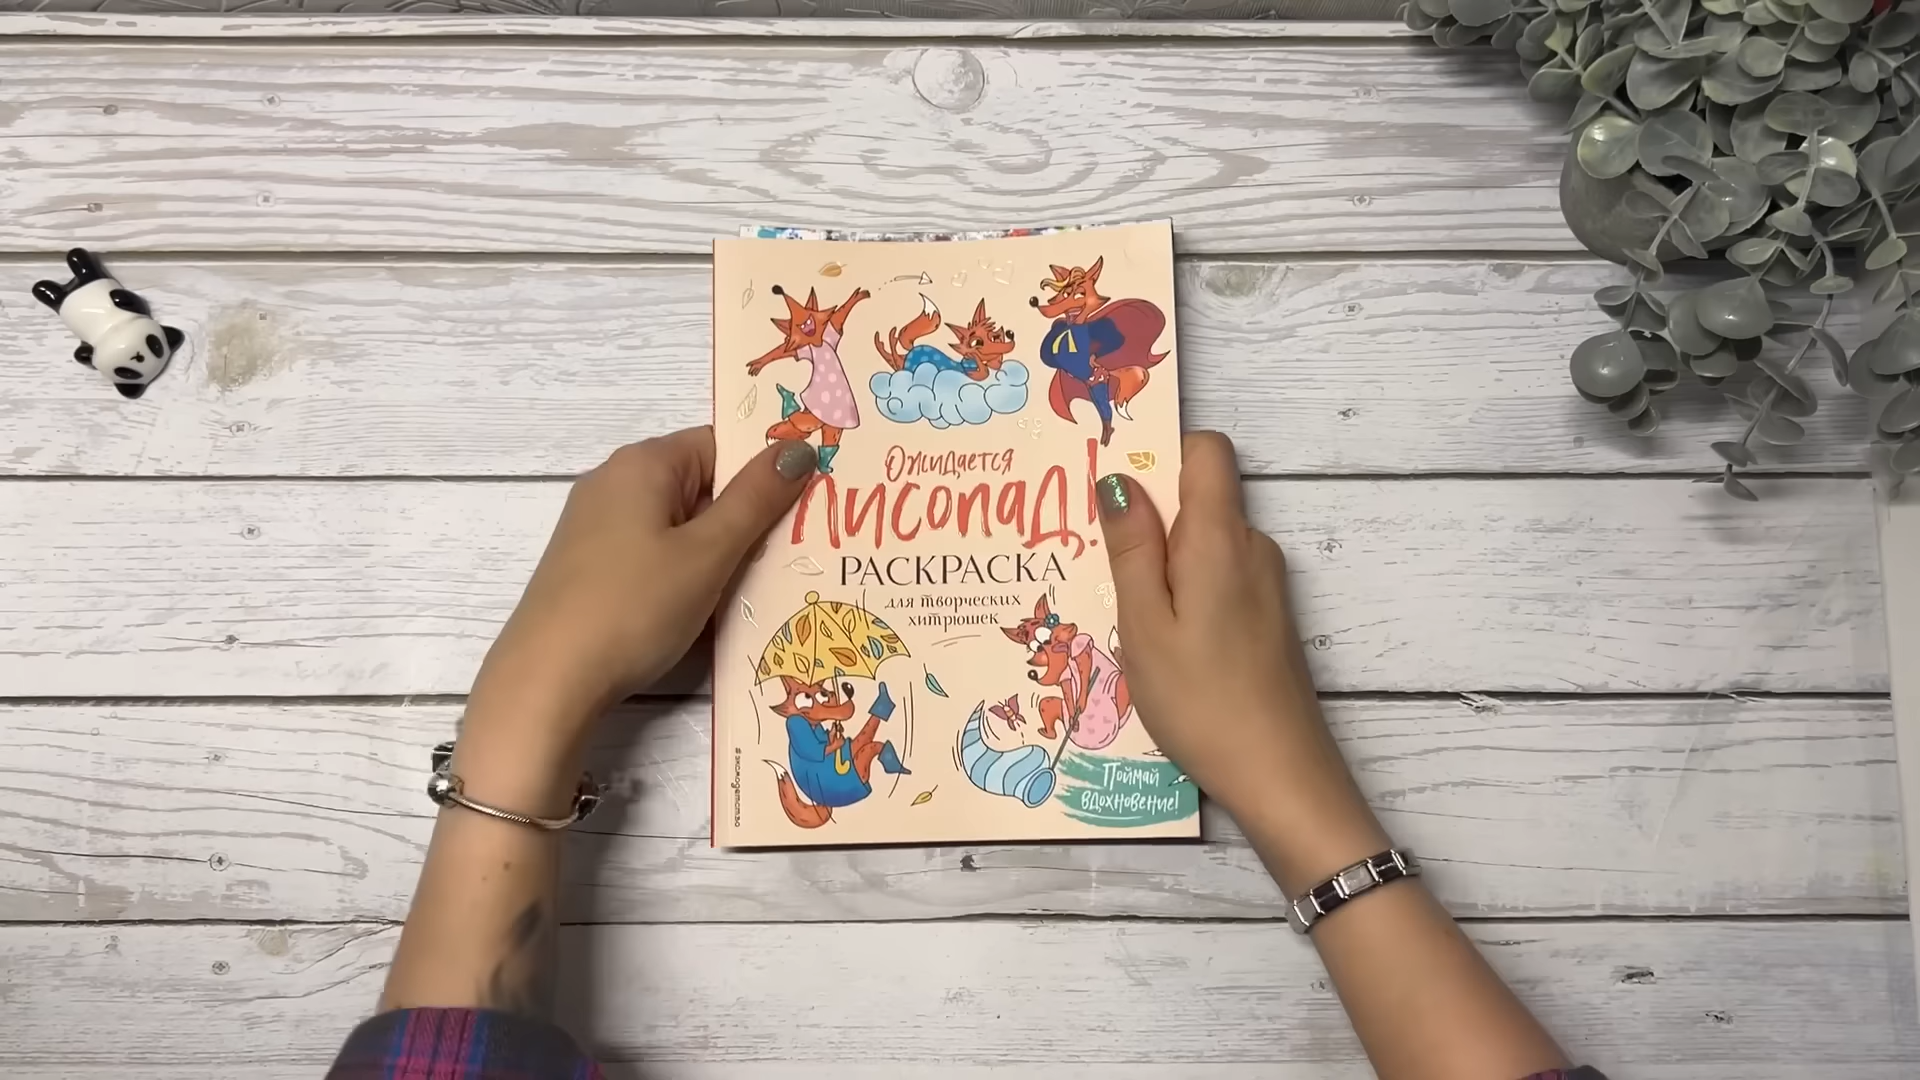 Ожидается
Лисопад!
РАСКРАСКА
для творческих
хитрюшек
Поймай
вдохновение!
#эксмодетство